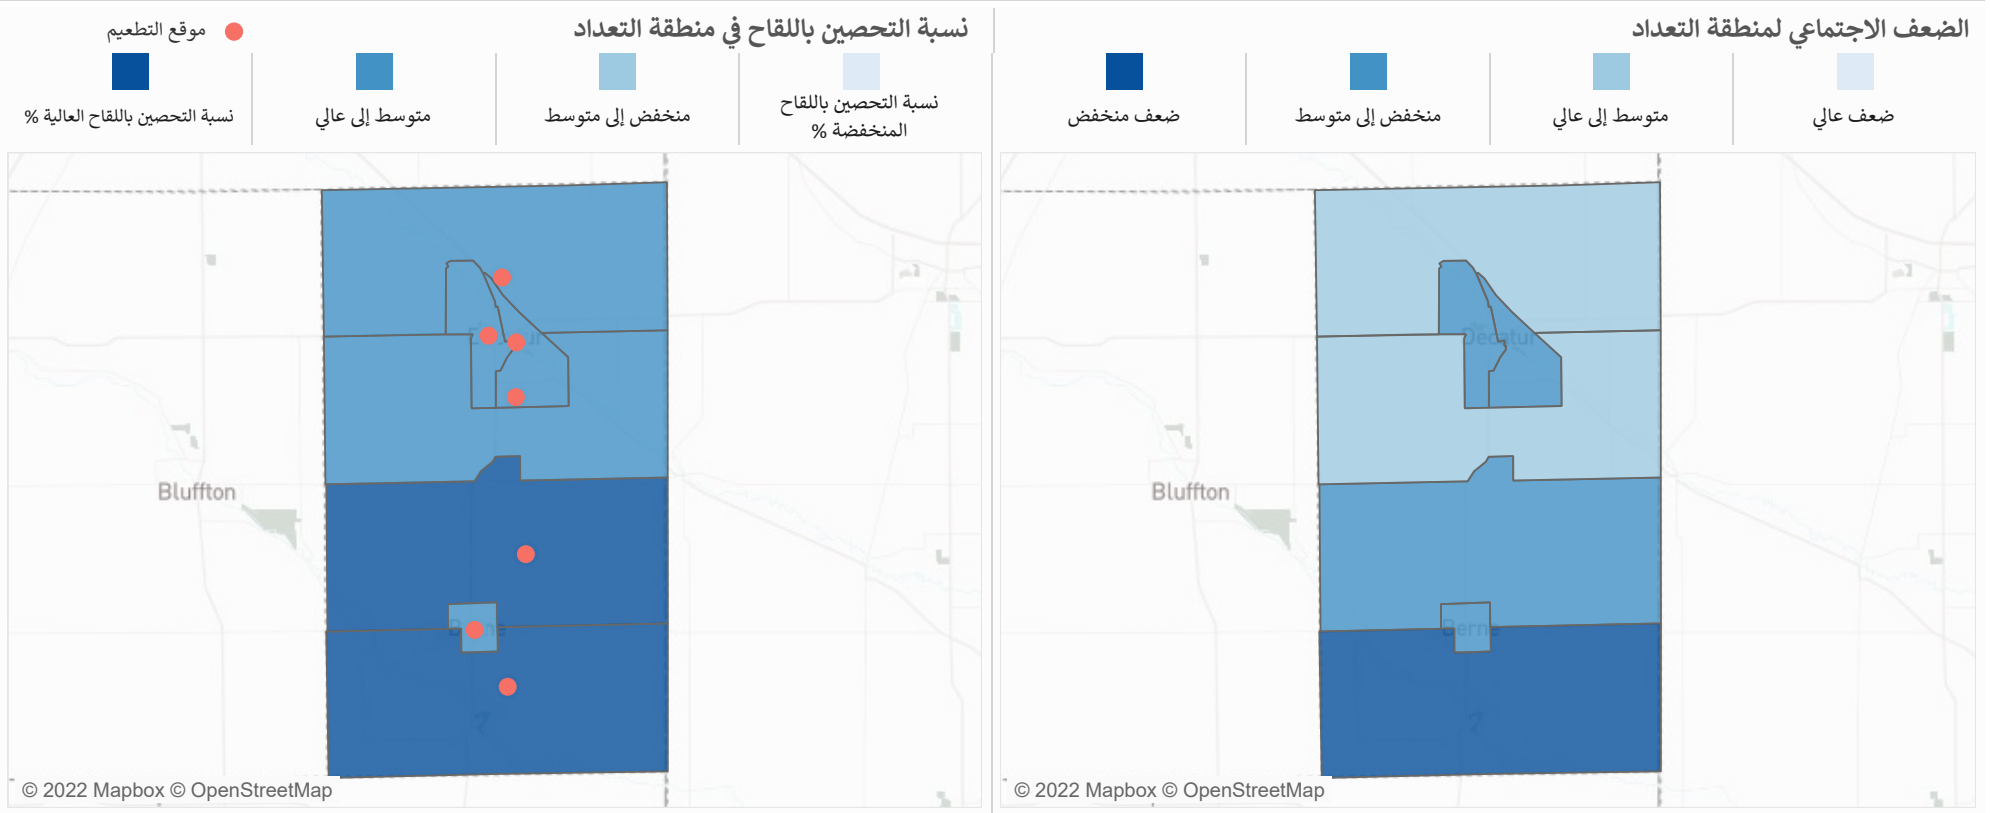 الضعف الاجتماعي لمنطقة التعداد
ضعف عالي
متوسط إلى عالي
منخفض إلى متوسط
ضعف منخفض
Decatur
Bluffton
Berne
© 2022 Mapbox © OpenStreetMap
نسبة التحصين باللقاح في منطقة التعداد
موقع التطعيم
نسبة التحصين باللقاح
المنخفضة %
منخفض إلى متوسط
متوسط إلى عالي
نسبة التحصين باللقاح العالية %
Bluffton
© 2022 Mapbox © OpenStreetMap